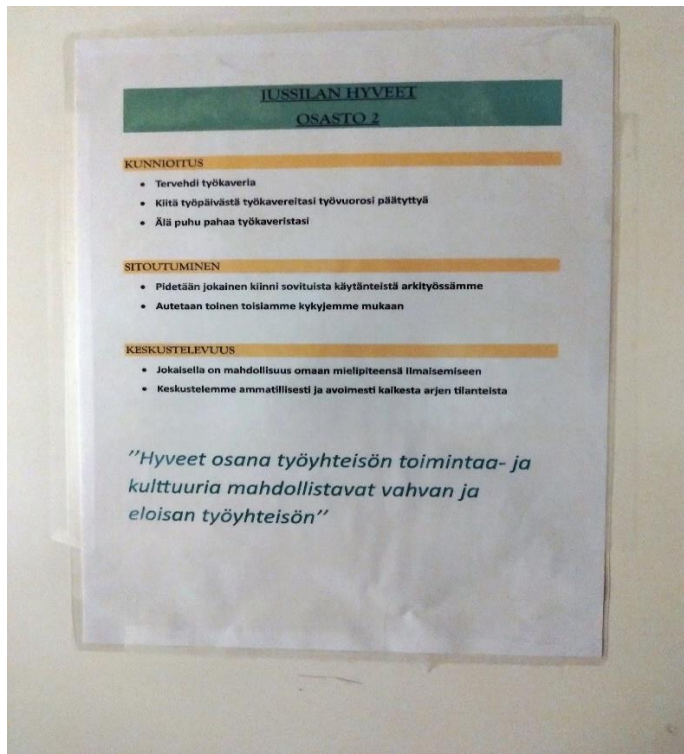 JUSSILAN HYVEET
OSASTO 2
KUNNIOITUS
• Tervehdi työkaveria
• Kiitä työpäivästä työkavereitasi työvuorosi päätyttyä
• Älä puhu pahaa työkaveristasi
SITOUTUMINEN
• Pidetään jokainen kiinni sovituista käytänteistä arkityössämme
• Autetaan toinen toisiamme kykyjemme mukaan
KESKUSTELEVUUS
• Jokaisella on mahdollisuus omaan mielipiteensä ilmaisemiseen
• Keskustelemme ammatillisesti ja avoimesti kaikesta arjen tilanteista
’’Hyveet osana työyhteisön toimintaa- ja
kulttuuria mahdollistavat vahvan ja
eloisan työyhteisön’’